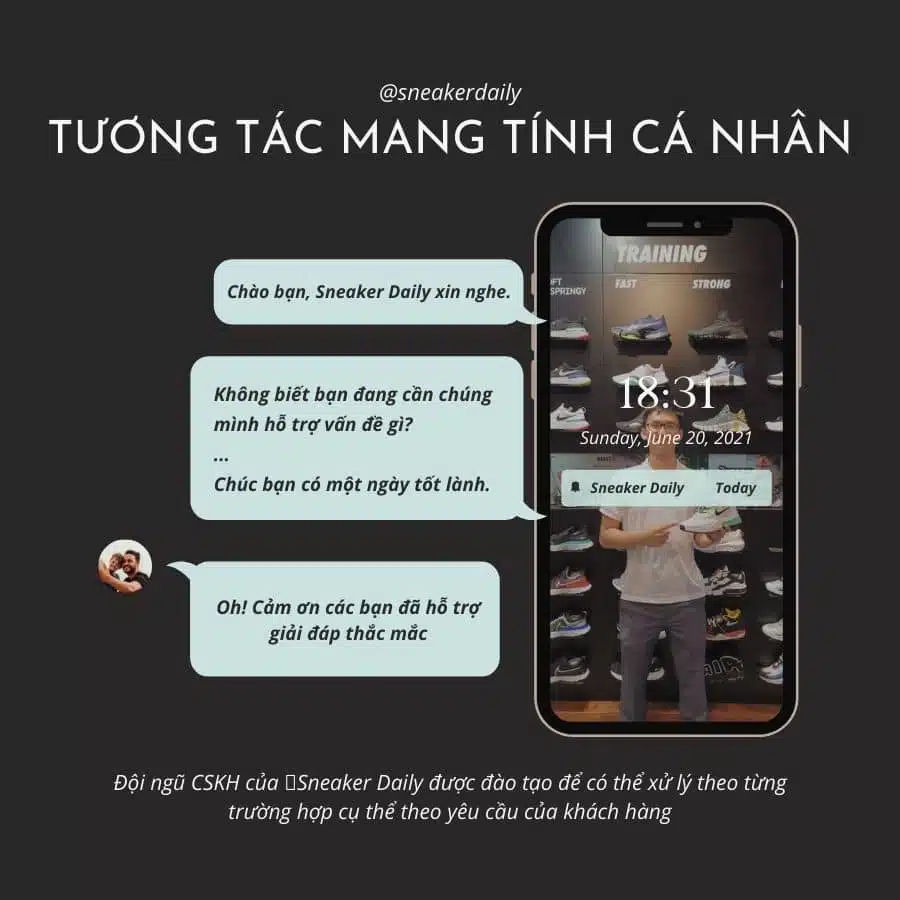 @sneakerdaily
TƯƠNG TÁC MANG TÍNH CÁ NHÂN
TRAINING
SPRINGY
FAST
STRONG
Chào bạn, Sneaker Daily xin nghe.
Không biết bạn đang cần chúng
mình hỗ trợ vấn đề gì?
...
Chúc bạn có một ngày tốt lành.
18:31
Sunday, June 20, 2021
Sneaker Daily Today
Oh! Cảm ơn các bạn đã hỗ trợ
giải đáp thắc mắc
Đội ngũ CSKH của Sneaker Daily được đào tạo để có thể xử lý theo từng
trường hợp cụ thể theo yêu cầu của khách hàng